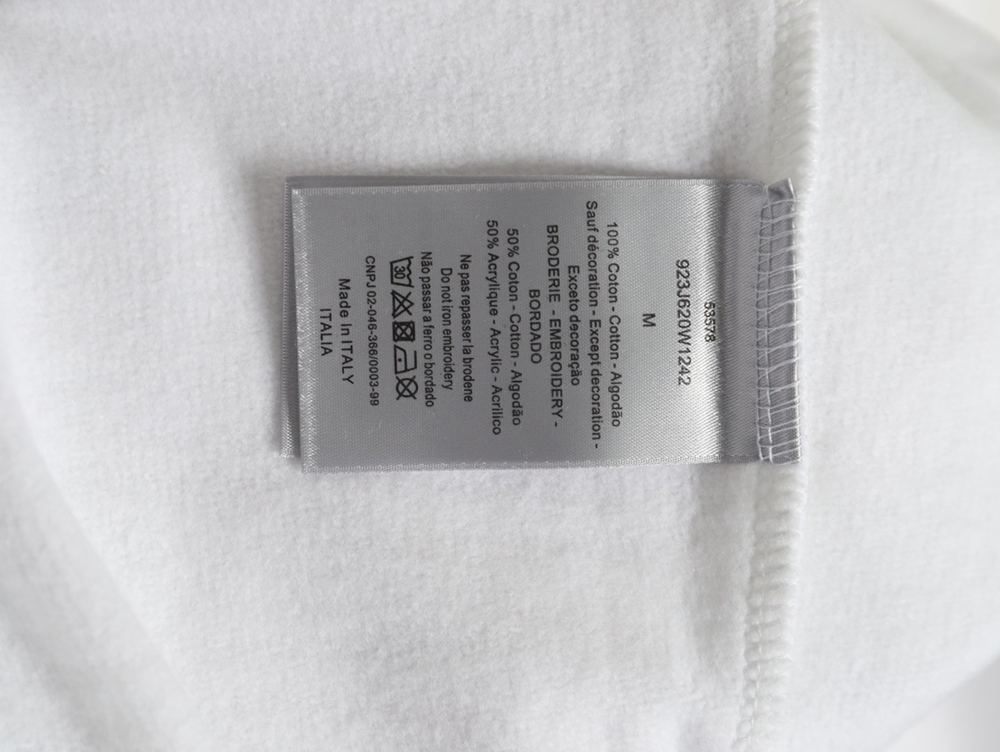 53578
923J620W1242
M
100% Coton - Cotton - Algodão
Sauf décoration - Except decoration -
Exceto decoração
BRODERIE - EMBROIDERY -
BORDADO
50% Coton - Cotton - Algodão
50% Acrylique - Acrylic - Acrilico
Ne pas repasser la brodene
Do not iron embroidery
Não passar a ferro o bordado
30
CNPJ 02-046-366/0003-99
Made In ITALY
ITALIA